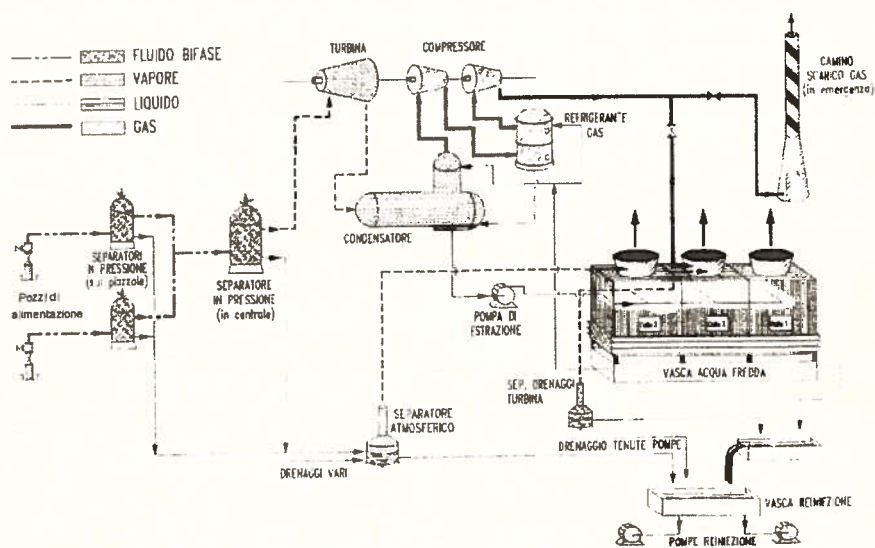 FLUIDO BIFASE
VAPORE
LIQUIDO
GAS
TURBINA
COMPRESSORE
CAMINO
SCARICO GAS
(in emergenza)
REFRIGERANTE
GAS
CONDENSATORE
SEPARATORI
IN PRESSIONE
(sul piazzale)
SEPARATORE
IN PRESSIONE
(in centrale)
Pozzi di
alimentazione
POMPA DI
ESTRAZIONE
VASCA ACQUA FREDDA
SEP. DRENAGGI
TURBINA
SEPARATORE
ATMOSFERICO
DRENAGGI VARI
DRENAGGIO TENUTE POMPE
VASCA REINIEZIONE
POMPE REINIEZIONE